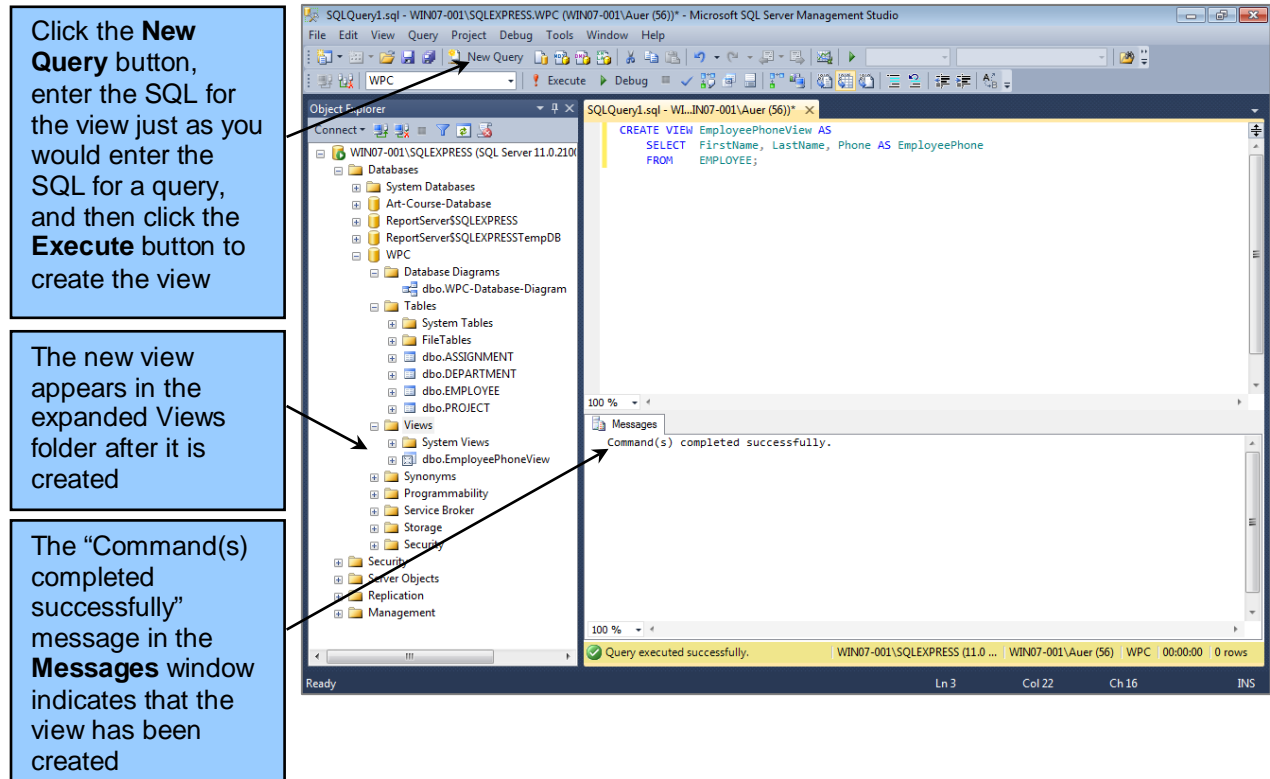 Click the New
Query button,
enter the SQL for
the view just as you
would enter the
SQL for a query,
and then click the
Execute button to
create the view
The new view
appears in the
expanded Views
folder after it is
created
The “Command(s)
completed
successfully”
message in the
Messages window
indicates that the
view has been
created
SQLQuery1.sql - WIN07-001\SQLEXPRESS.WPC (WIN07-001\Auer (56))* - Microsoft SQL Server Management Studio
File Edit View Query Project Debug Tools Window Help
New Query
WPC Execute Debug
Object Explorer
Connect
WIN07-001\SQLEXPRESS (SQL Server 11.0.2100
Databases
System Databases
Art-Course-Database
ReportServer$SQLEXPRESS
ReportServer$SQLEXPRESSTempDB
WPC
Database Diagrams
dbo.WPC-Database-Diagram
Tables
System Tables
FileTables
dbo.ASSIGNMENT
dbo.DEPARTMENT
dbo.EMPLOYEE
dbo.PROJECT
Views
System Views
dbo.EmployeePhoneView
Synonyms
Programmability
Service Broker
Storage
Security
Security
Server Objects
Replication
Management
SQLQuery1.sql - WI...IN07-001\Auer (56))*
CREATE VIEW EmployeePhoneView AS
SELECT FirstName, LastName, Phone AS EmployeePhone
FROM EMPLOYEE;
100 %
Messages
Command(s) completed successfully.
100 %
Query executed successfully. WIN07-001\SQLEXPRESS (11.0 ... WIN07-001\Auer (56) WPC 00:00:00 0 rows
Ready Ln 3 Col 22 Ch 16 INS